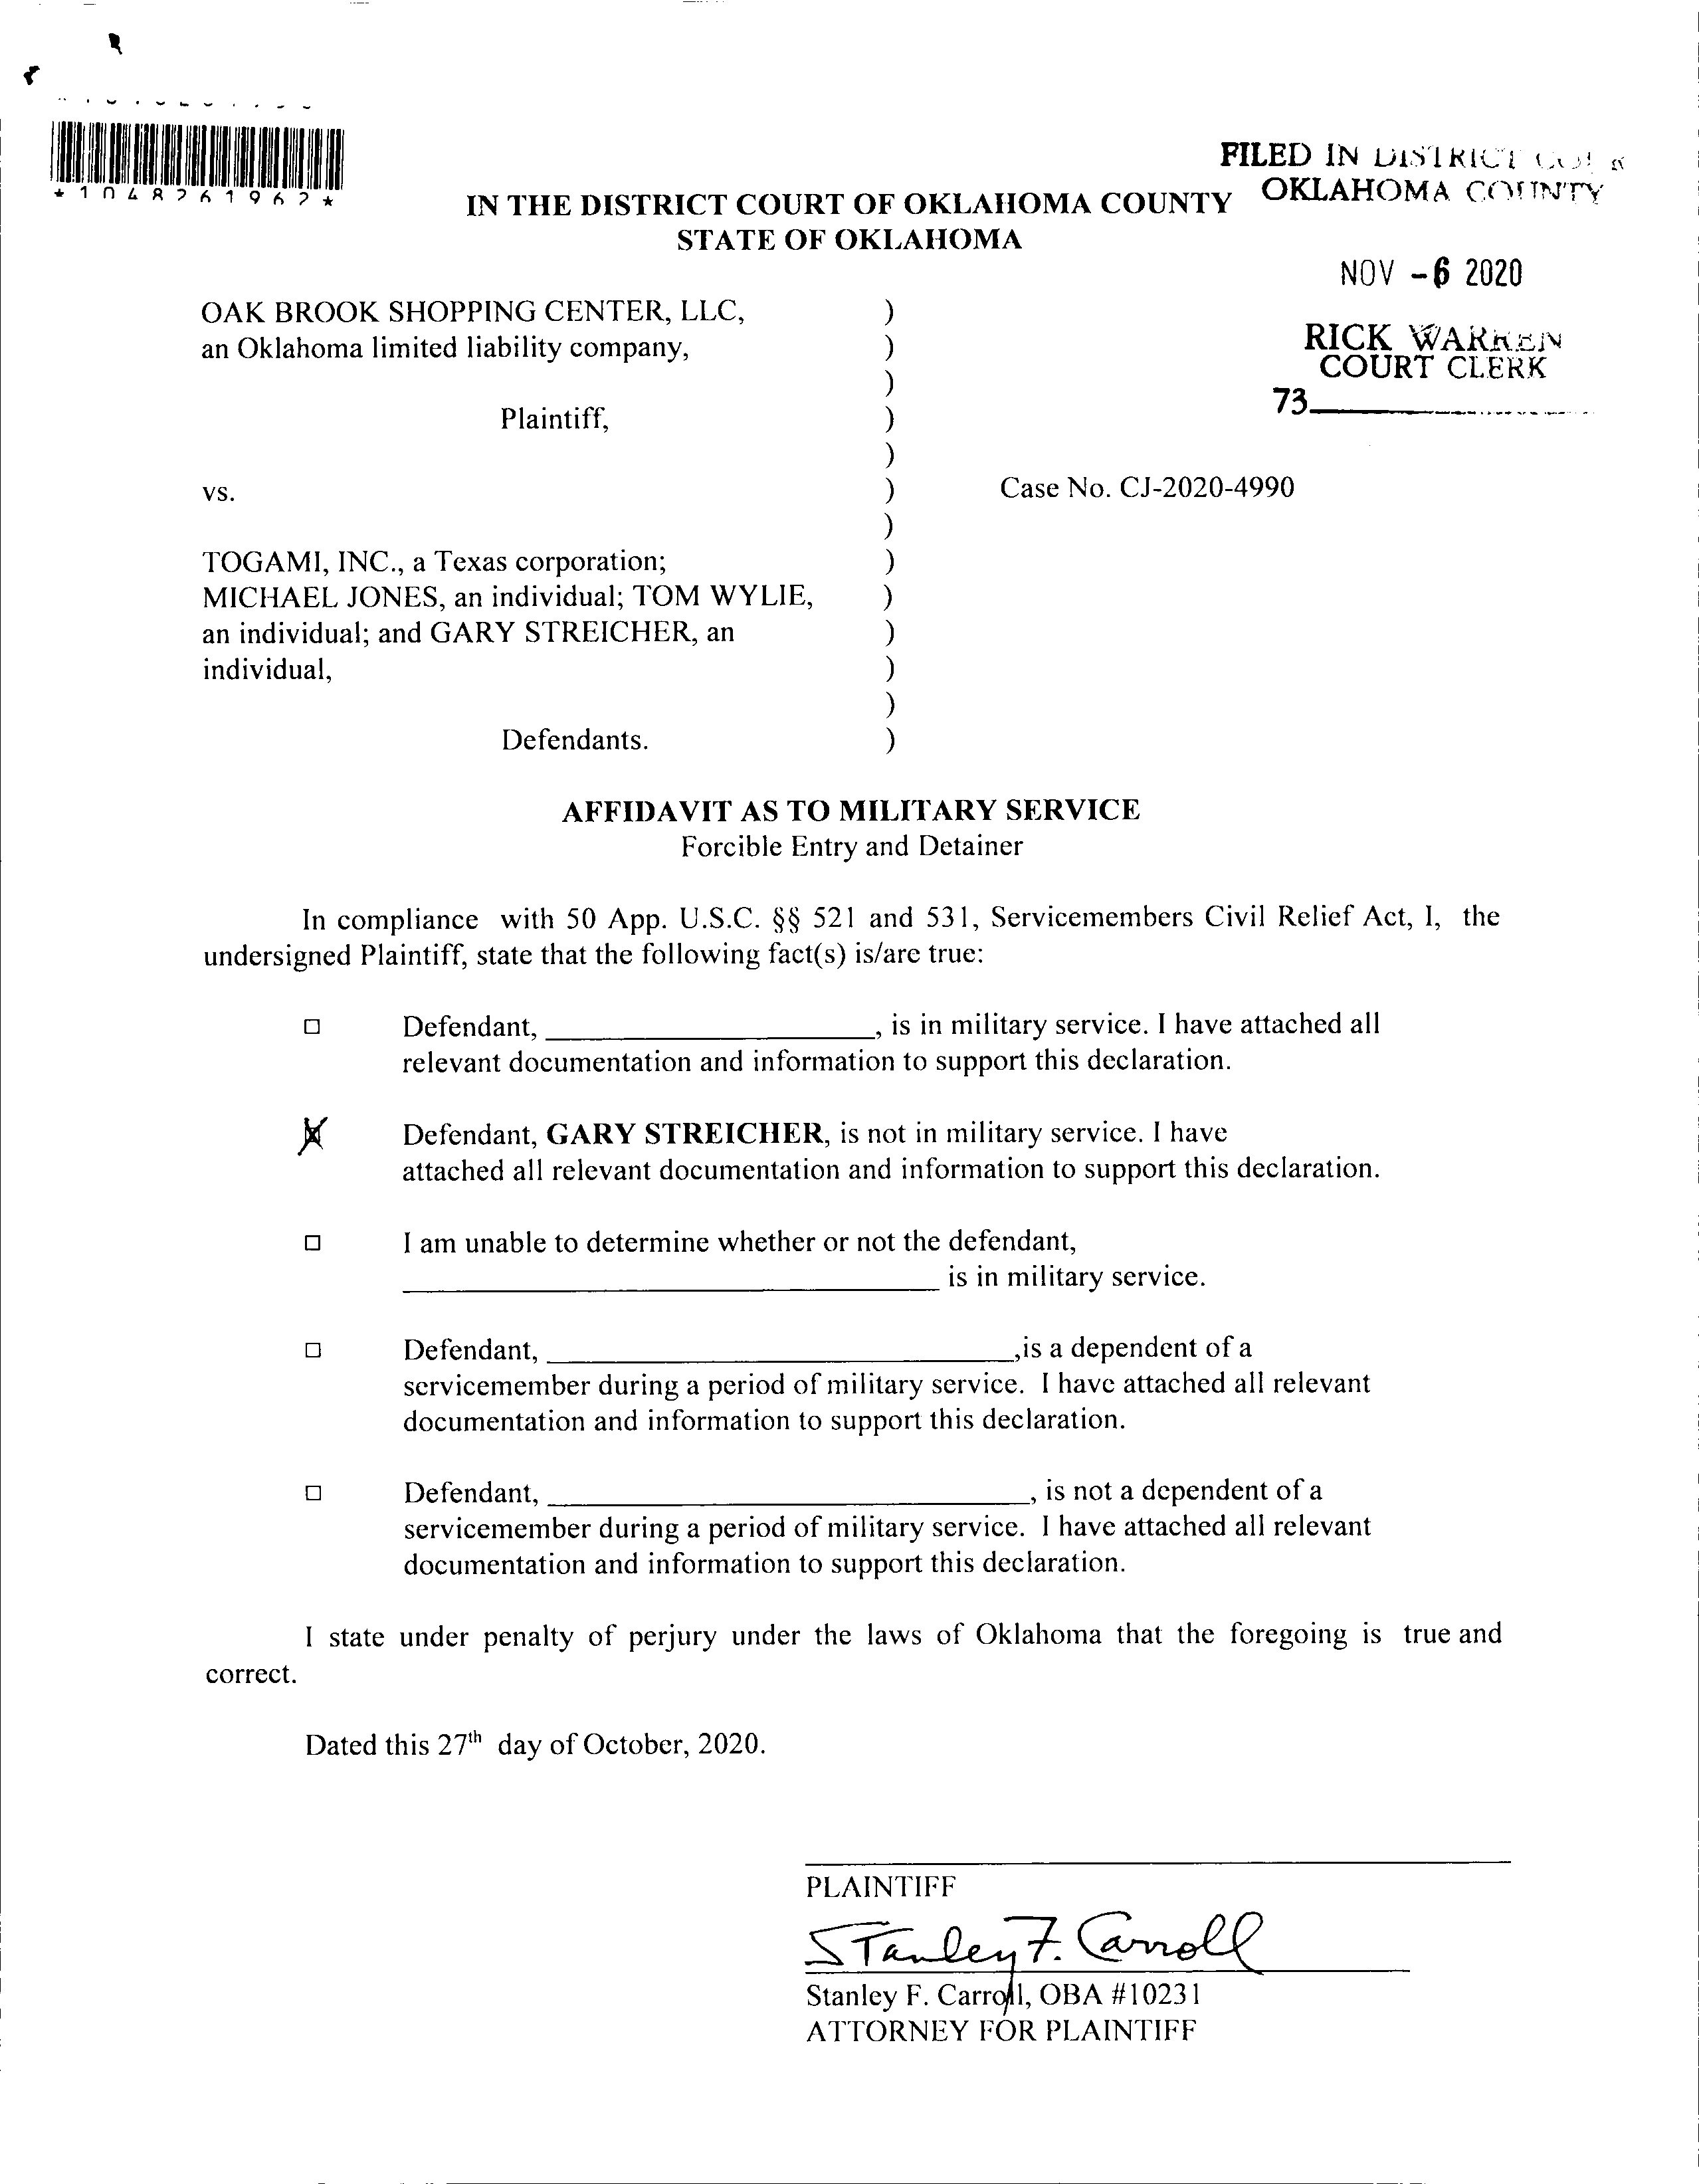 *1048261962*
FILED IN DISTRICT COURT
OKLAHOMA COUNTY
IN THE DISTRICT COURT OF OKLAHOMA COUNTY
STATE OF OKLAHOMA
NOV -6 2020
RICK WARREN
COURT CLERK
73
OAK BROOK SHOPPING CENTER, LLC, )
an Oklahoma limited liability company, )
)
Plaintiff, )
)
vs. ) Case No. CJ-2020-4990
)
TOGAMI, INC., a Texas corporation; )
MICHAEL JONES, an individual; TOM WYLIE, )
an individual; and GARY STREICHER, an )
individual, )
)
Defendants. )
AFFIDAVIT AS TO MILITARY SERVICE
Forcible Entry and Detainer
In compliance with 50 App. U.S.C. §§ 521 and 531, Servicemembers Civil Relief Act, I, the
undersigned Plaintiff, state that the following fact(s) is/are true:
□ Defendant, ____________________, is in military service. I have attached all
relevant documentation and information to support this declaration.
X Defendant, GARY STREICHER, is not in military service. I have
attached all relevant documentation and information to support this declaration.
□ I am unable to determine whether or not the defendant,
____________________ is in military service.
□ Defendant, ____________________,is a dependent of a
servicemember during a period of military service. I have attached all relevant
documentation and information to support this declaration.
□ Defendant, ____________________, is not a dependent of a
servicemember during a period of military service. I have attached all relevant
documentation and information to support this declaration.
I state under penalty of perjury under the laws of Oklahoma that the foregoing is true and
correct.
Dated this 27th day of October, 2020.
PLAINTIFF
Stanley F. Carroll
Stanley F. Carroll, OBA #10231
ATTORNEY FOR PLAINTIFF